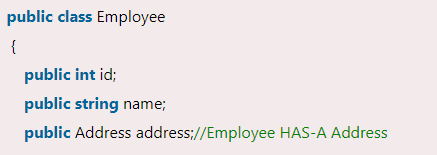 public class Employee
{
public int id;
public string name;
public Address address;//Employee HAS-A Address